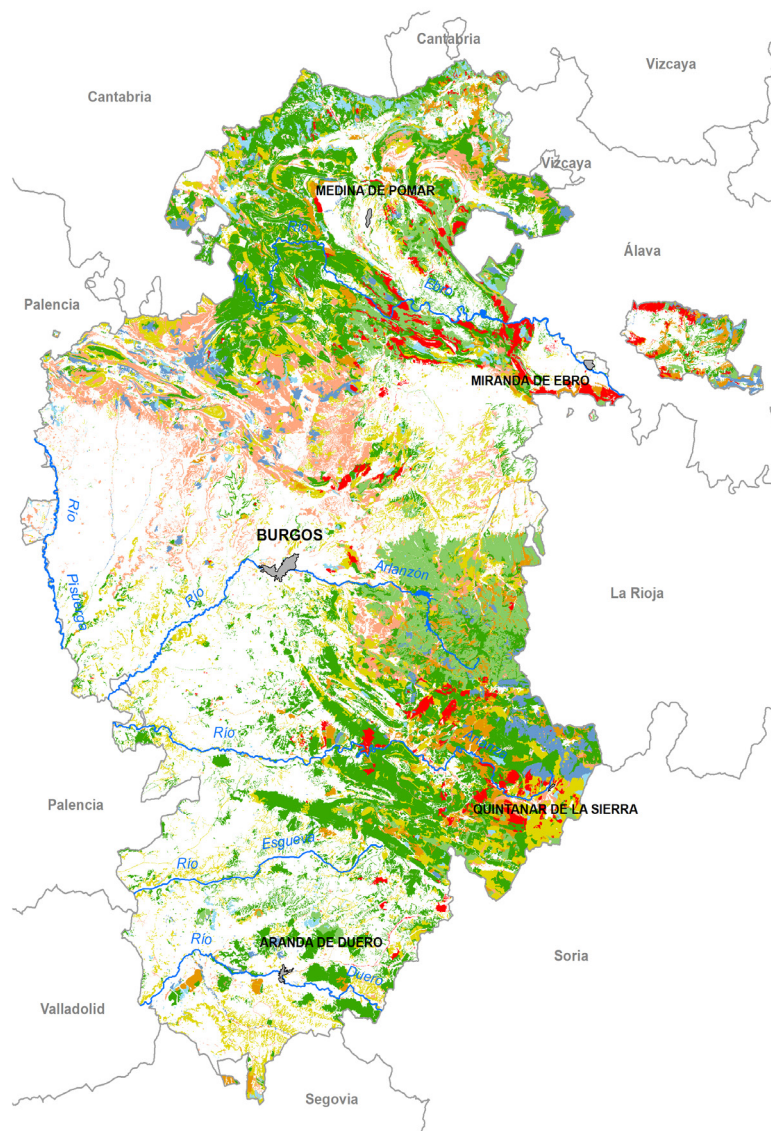 Cantabria
Vizcaya
Cantabria
Vizcaya
MEDINA DE POMAR
Río
Álava
Ebro
Palencia
MIRANDA DE EBRO
Río
BURGOS
Arlanzón
Río
La Rioja
Pisuerga
Río
QUINTANAR DE LA SIERRA
Palencia
Esgueva
Río
Río
ARANDA DE DUERO
Soria
Duero
Valladolid
Segovia